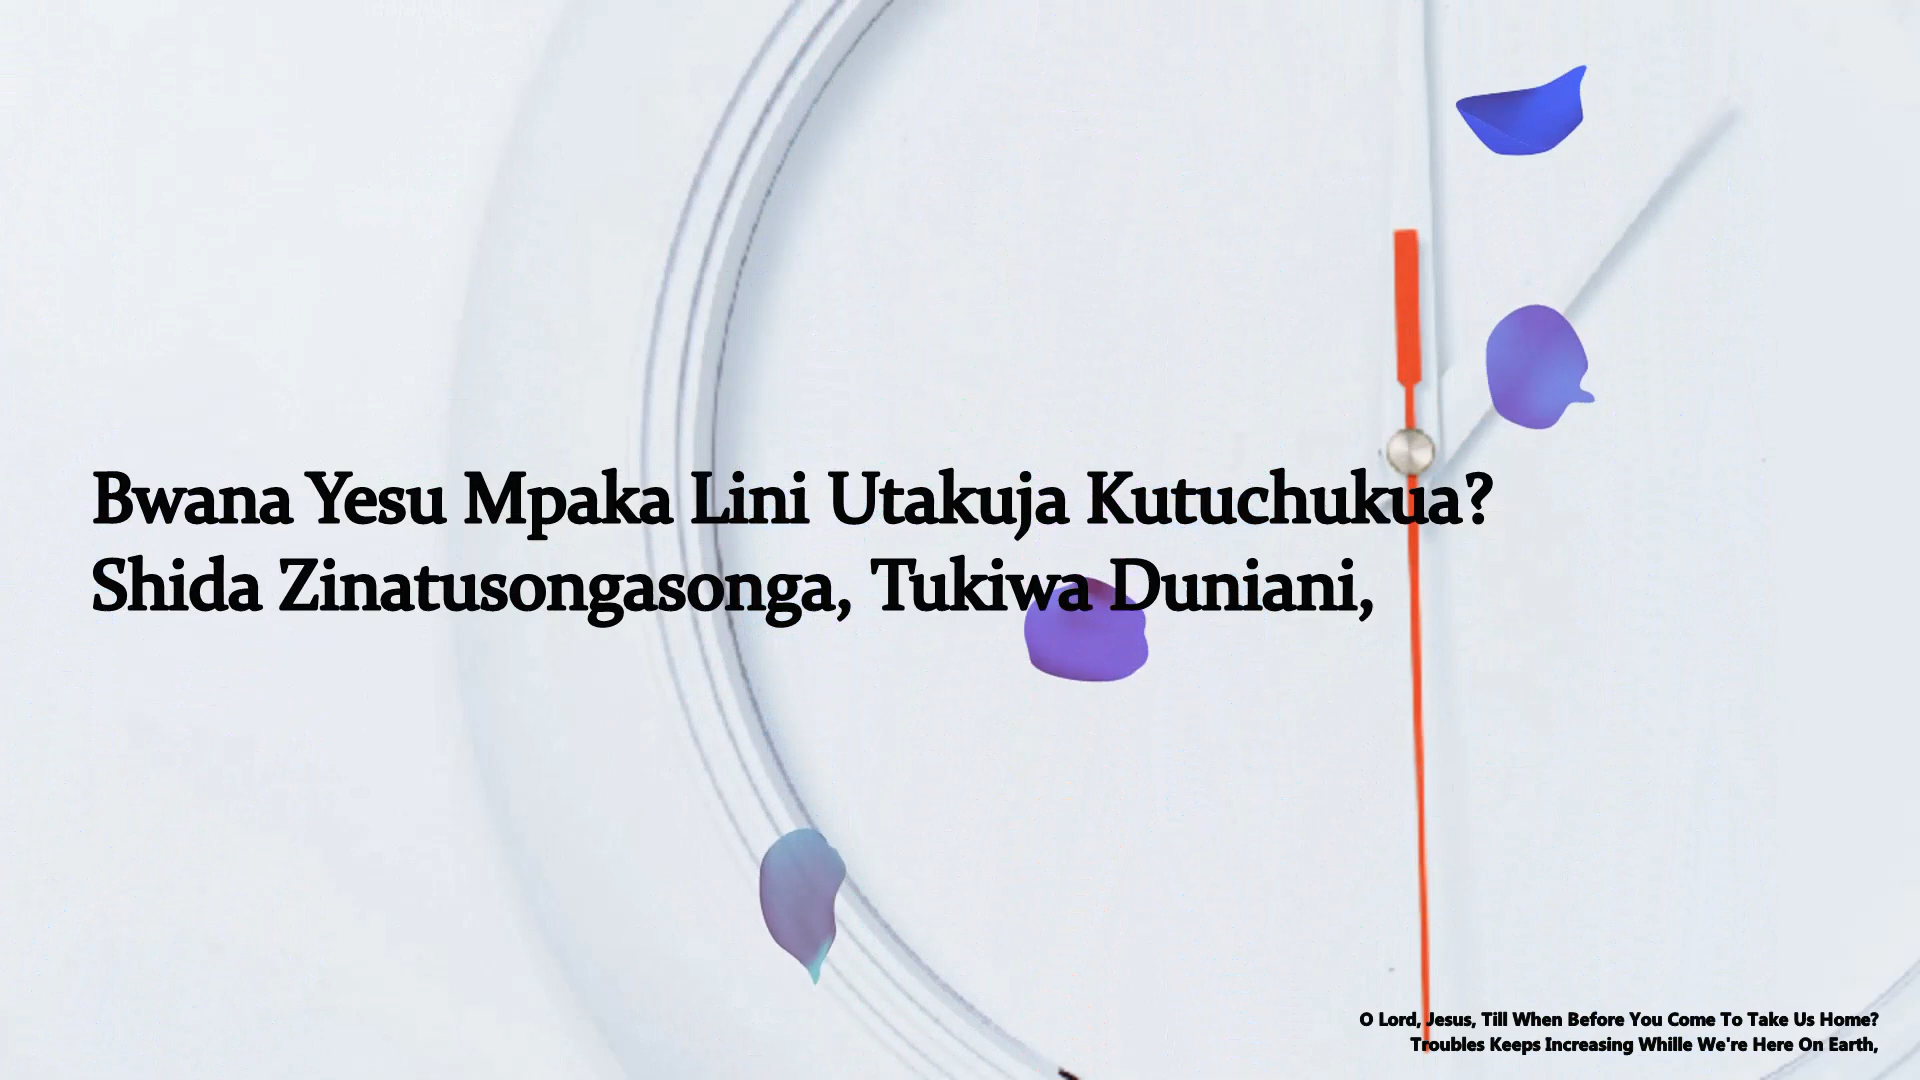 Bwana Yesu Mpaka Lini Utakuja Kutuchukua?
Shida Zinatusongasonga, Tukiwa Duniani,
O Lord, Jesus, Till When Before You Come To Take Us Home?
Troubles Keeps Increasing Whille We're Here On Earth,